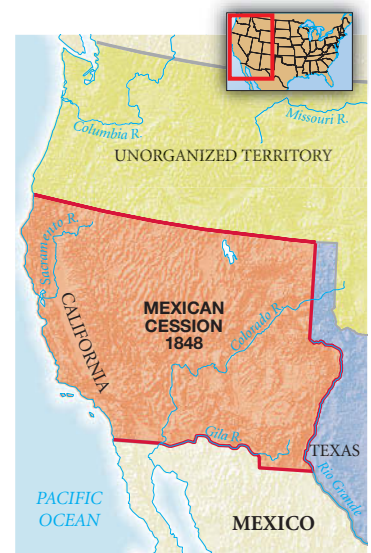 Columbia R.
Missouri R.
UNORGANIZED TERRITORY
Sacramento R.
CALIFORNIA
MEXICAN
CESSION
1848
Colorado R.
Gila R.
TEXAS
Rio Grande
PACIFIC
OCEAN
MEXICO